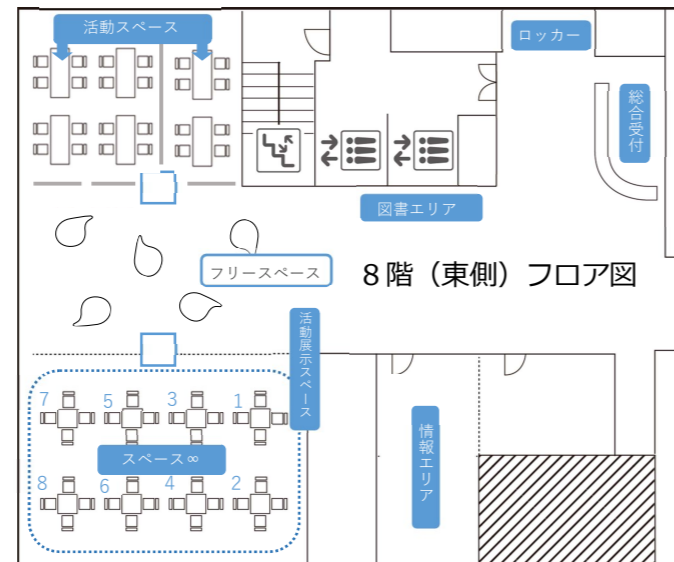 活動スペース
ロッカー
総合受付
図書エリア
フリースペース
8階（東側）フロア図
活動展示スペース
7
5
3
1
スペース∞
情報エリア
8
6
4
2